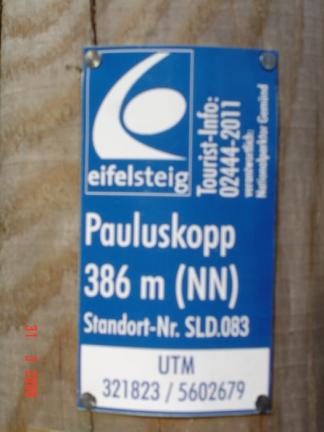 eifelsteig
Tourist-Info:
02444-2011
verantwortlich:
Nationalparktor Gemünd
Pauluskopp
386 m (NN)
Standort-Nr. SLD.083
UTM
321823 / 5602679